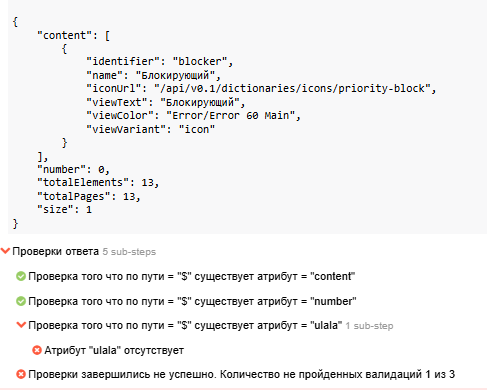 {
    "content": [
        {
            "identifier": "blocker",
            "name": "Блокирующий",
            "iconUrl": "/api/v0.1/dictionaries/icons/priority-block",
            "viewText": "Блокирующий",
            "viewColor": "Error/Error 60 Main",
            "viewVariant": "icon"
        }
    ],
    "number": 0,
    "totalElements": 13,
    "totalPages": 13,
    "size": 1
}
Проверки ответа 5 sub-steps
Проверка того что по пути = "$" существует атрибут = "content"
Проверка того что по пути = "$" существует атрибут = "number"
Проверка того что по пути = "$" существует атрибут = "ulala" 1 sub-step
Атрибут "ulala" отсутствует
Проверки завершились не успешно. Количество не пройденных валидаций 1 из 3